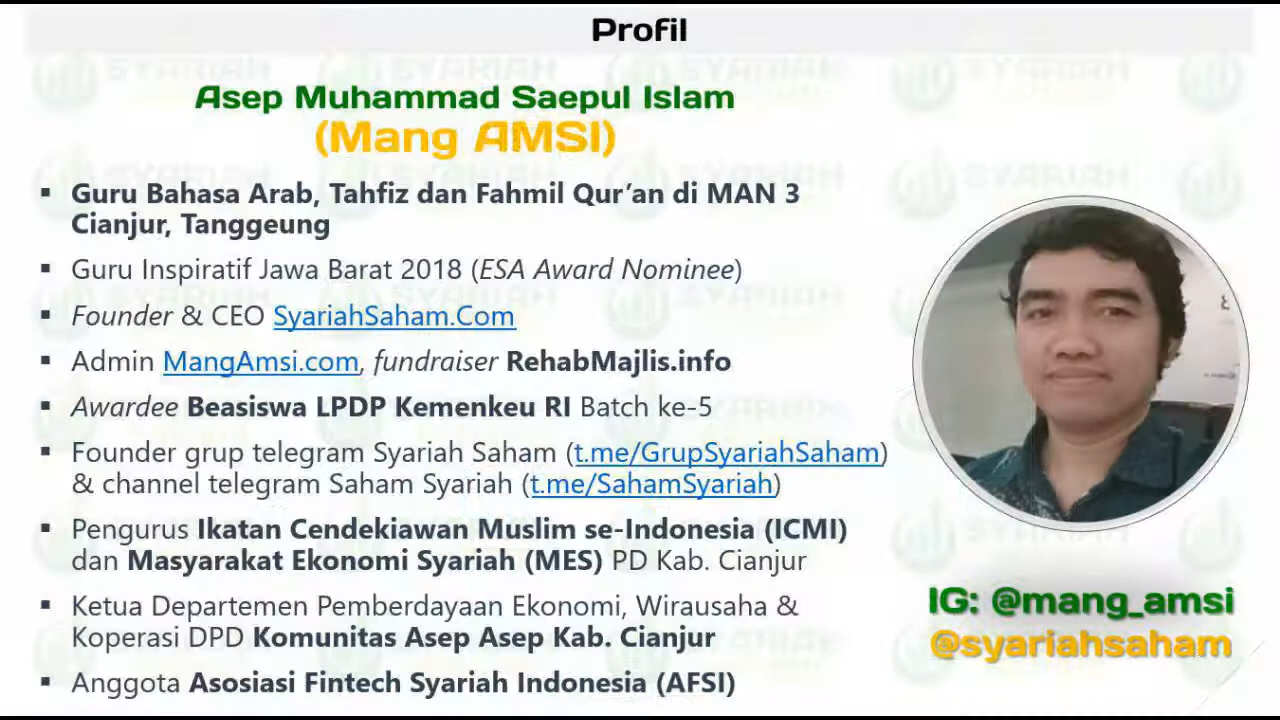 Profil
Asep Muhammad Saepul Islam
(Mang AMSI)
▪ Guru Bahasa Arab, Tahfiz dan Fahmil Qur’an di MAN 3
Cianjur, Tanggeung
▪ Guru Inspiratif Jawa Barat 2018 (ESA Award Nominee)
▪ Founder & CEO SyariahSaham.Com
▪ Admin MangAmsi.com, fundraiser RehabMajlis.info
▪ Awardee Beasiswa LPDP Kemenkeu RI Batch ke-5
▪ Founder grup telegram Syariah Saham (t.me/GrupSyariahSaham)
& channel telegram Saham Syariah (t.me/SahamSyariah)
▪ Pengurus Ikatan Cendekiawan Muslim se-Indonesia (ICMI)
dan Masyarakat Ekonomi Syariah (MES) PD Kab. Cianjur
▪ Ketua Departemen Pemberdayaan Ekonomi, Wirausaha &
Koperasi DPD Komunitas Asep Asep Kab. Cianjur
▪ Anggota Asosiasi Fintech Syariah Indonesia (AFSI)
IG: @mang_amsi
@syariahsaham